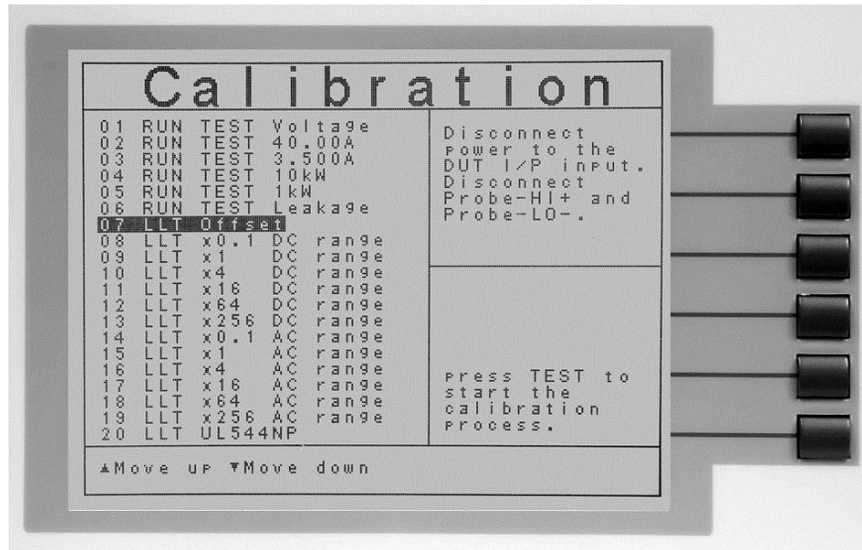 Calibration
01 RUN TEST Voltage
02 RUN TEST 40.00A
03 RUN TEST 3.500A
04 RUN TEST 10kW
05 RUN TEST 1kW
06 RUN TEST Leakage
07 LLT Offset
08 LLT x0.1 DC range
09 LLT x1 DC range
10 LLT x4 DC range
11 LLT x16 DC range
12 LLT x64 DC range
13 LLT x256 DC range
14 LLT x0.1 AC range
15 LLT x1 AC range
16 LLT x4 AC range
17 LLT x16 AC range
18 LLT x64 AC range
19 LLT x256 AC range
20 LLT UL544NP
Disconnect
power to the
DUT I/P input.
Disconnect
Probe-HI+ and
Probe-LO-.
press TEST to
start the
calibration
process.
▲Move up ▼Move down